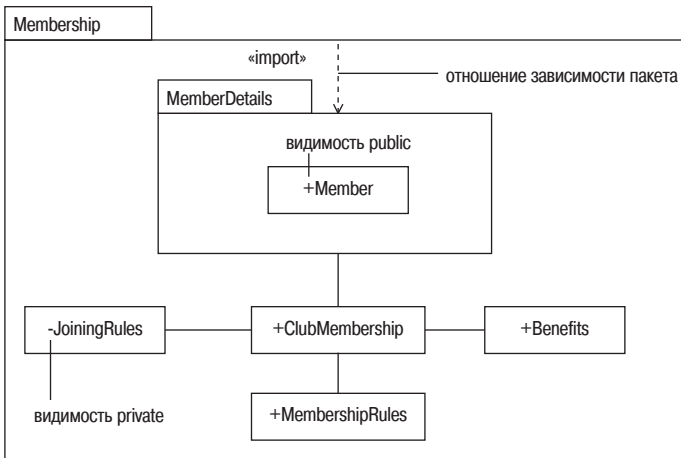 Membership
«import»
отношение зависимости пакета
MemberDetails
видимость public
+Member
-JoiningRules
+ClubMembership
+Benefits
видимость private
+MembershipRules